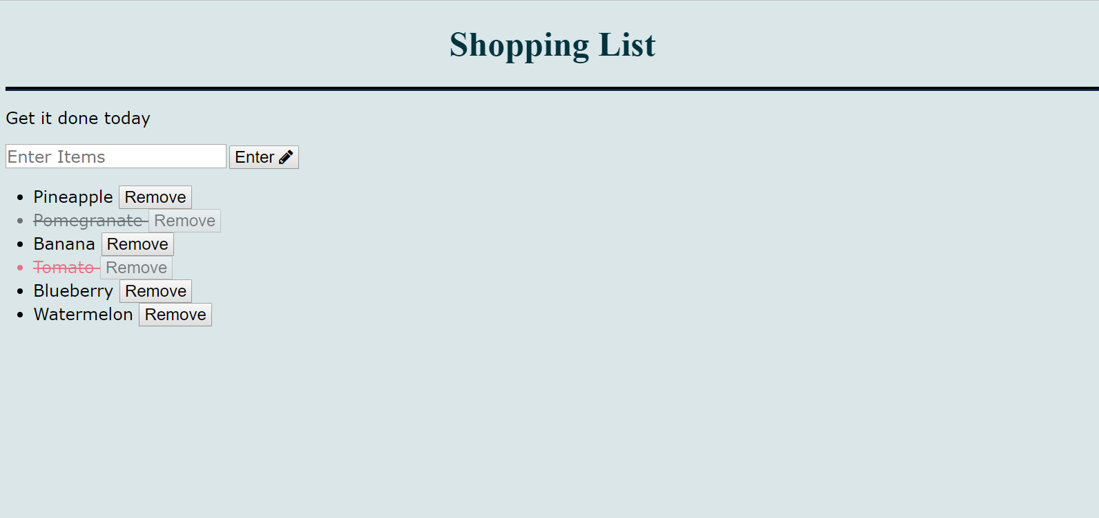 Shopping List
Get it done today
Enter Items Enter
Pineapple Remove
Pomegranate Remove
Banana Remove
Tomato Remove
Blueberry Remove
Watermelon Remove